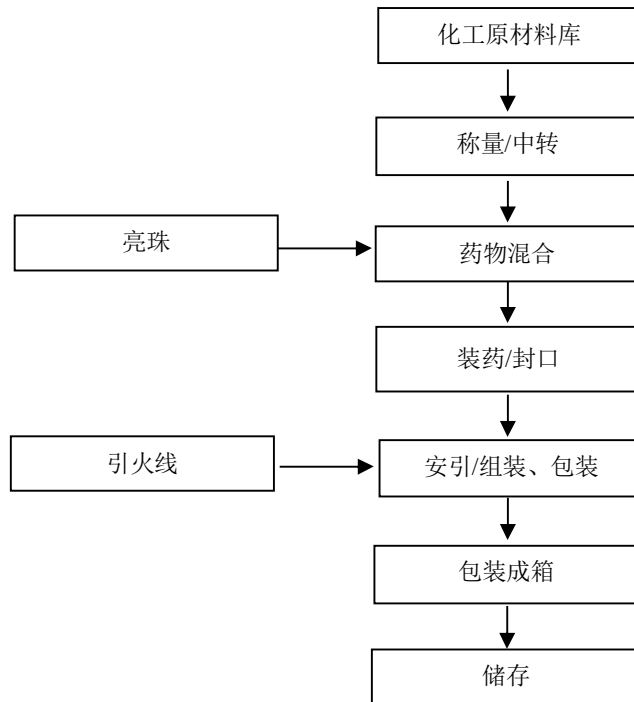 化工原材料库
称量/中转
亮珠
药物混合
装药/封口
引火线
安引/组装、包装
包装成箱
储存